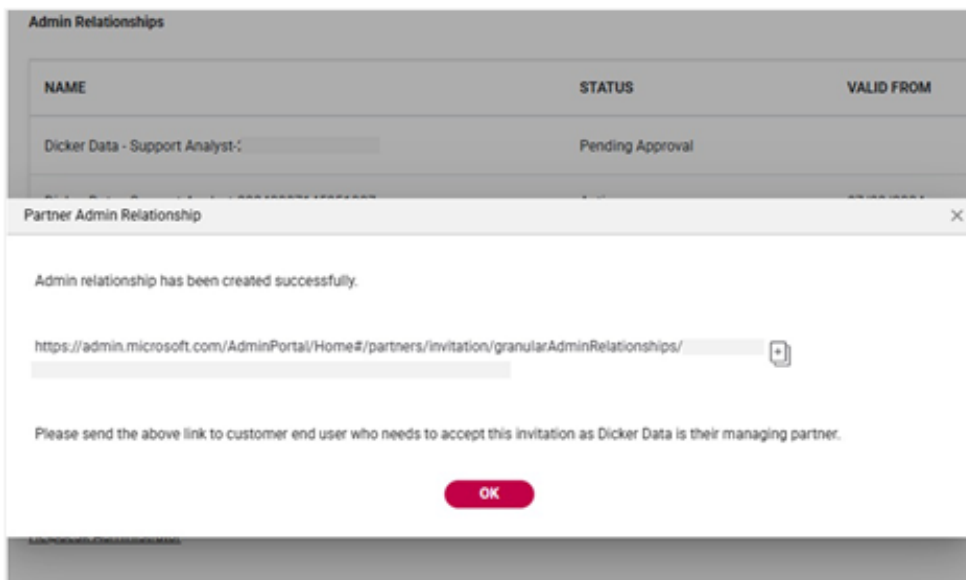 Admin Relationships
NAME STATUS VALID FROM
Dicker Data - Support Analyst- Pending Approval
Partner Admin Relationship
Admin relationship has been created successfully.
https://admin.microsoft.com/AdminPortal/Home#/partners/invitation/granularAdminRelationships/
Please send the above link to customer end user who needs to accept this invitation as Dicker Data is their managing partner.
OK